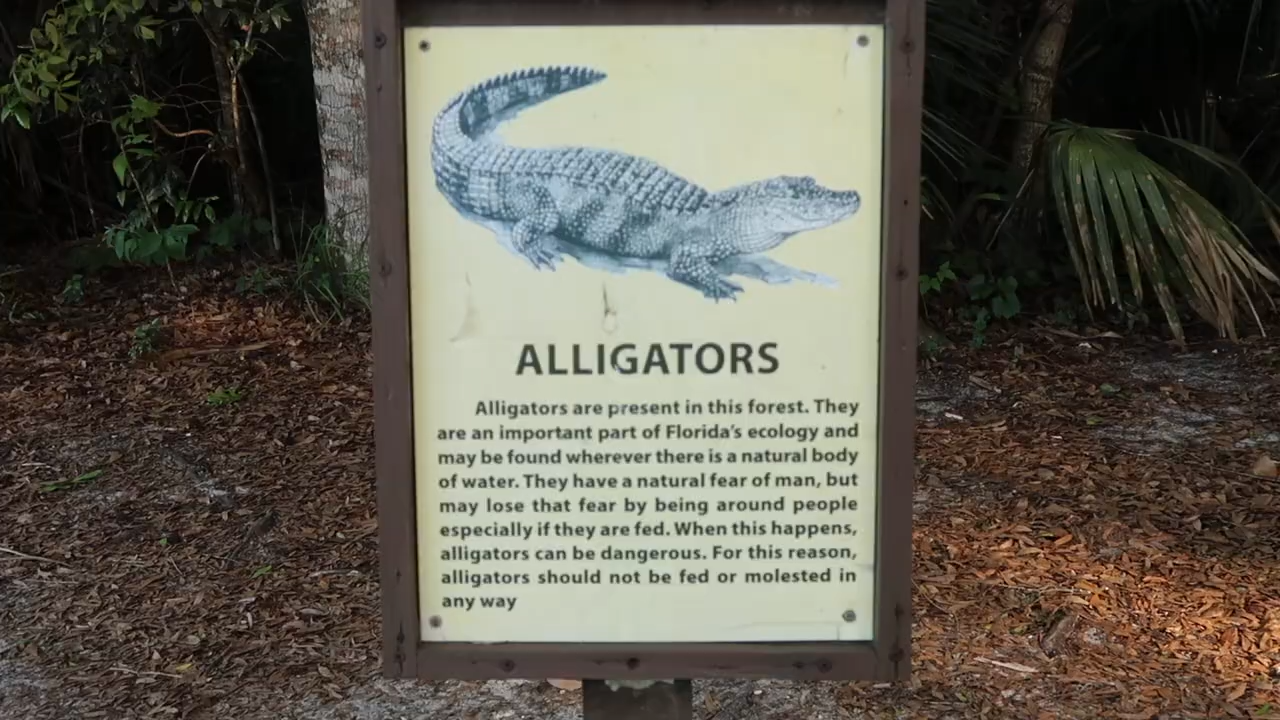 ALLIGATORS
Alligators are present in this forest. They
are an important part of Florida's ecology and
may be found wherever there is a natural body
of water. They have a natural fear of man, but
may lose that fear by being around people
especially if they are fed. When this happens,
alligators can be dangerous. For this reason,
alligators should not be fed or molested in
any way